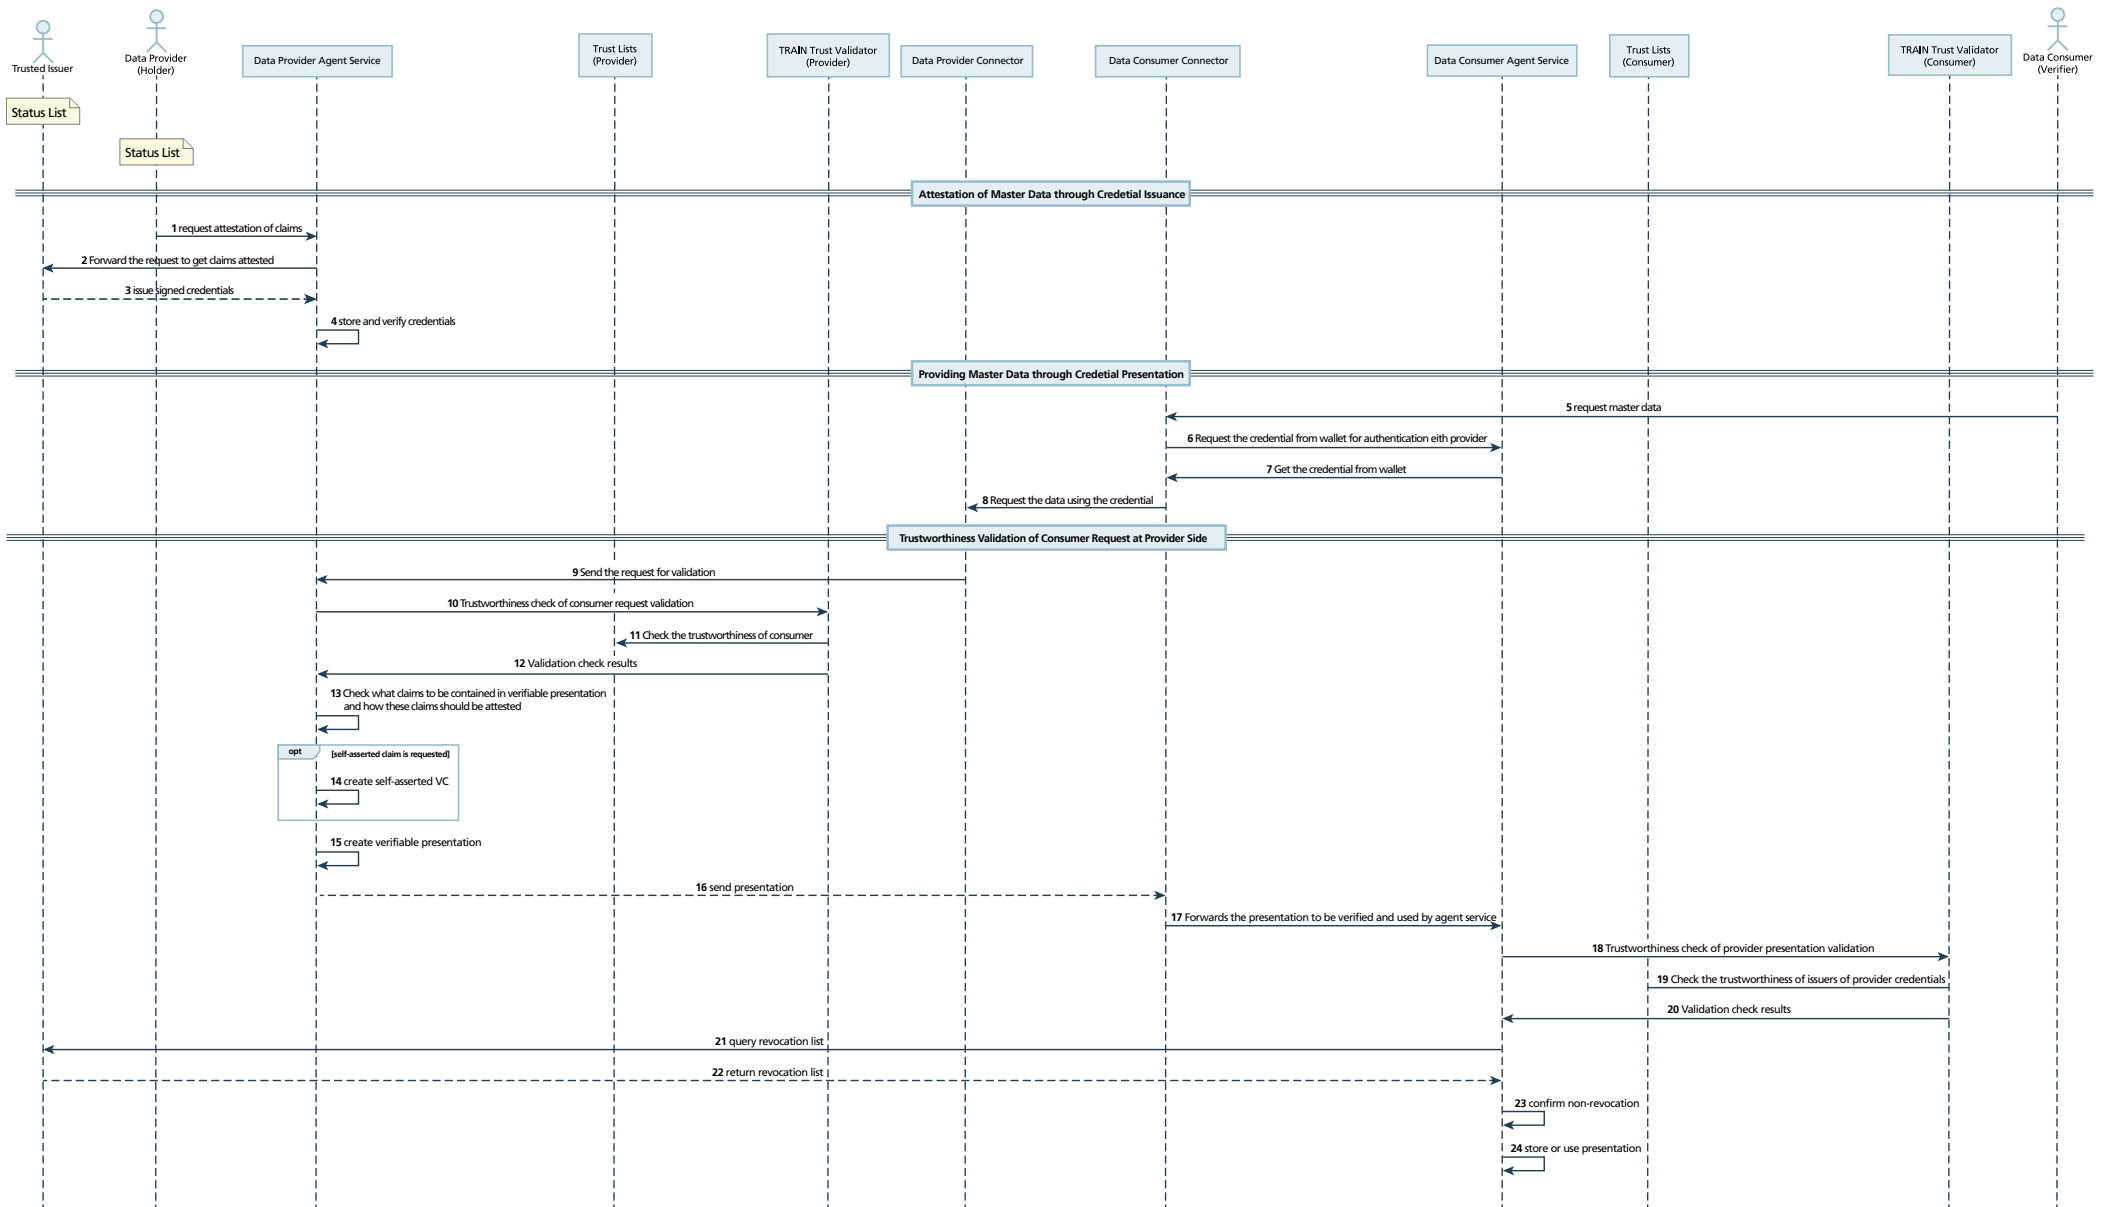 Trusted Issuer
Data Provider
(Holder)
Data Provider Agent Service
Trust Lists
(Provider)
TRAIN Trust Validator
(Provider)
Data Provider Connector
Data Consumer Connector
Data Consumer Agent Service
Trust Lists
(Consumer)
TRAIN Trust Validator
(Consumer)
Data Consumer
(Verifier)
Status List
Status List
Attestation of Master Data through Credetial Issuance
1 request attestation of claims
2 Forward the request to get claims attested
3 issue signed credentials
4 store and verify credentials
Providing Master Data through Credetial Presentation
5 request master data
6 Request the credential from wallet for authentication eith provider
7 Get the credential from wallet
8 Request the data using the credential
Trustworthiness Validation of Consumer Request at Provider Side
9 Send the request for validation
10 Trustworthiness check of consumer request validation
11 Check the trustworthiness of consumer
12 Validation check results
13 Check what claims to be contained in verifiable presentation
and how these claims should be attested
opt [self-asserted claim is requested]
14 create self-asserted VC
15 create verifiable presentation
16 send presentation
17 Forwards the presentation to be verified and used by agent service
18 Trustworthiness check of provider presentation validation
19 Check the trustworthiness of issuers of provider credentials
20 Validation check results
21 query revocation list
22 return revocation list
23 confirm non-revocation
24 store or use presentation